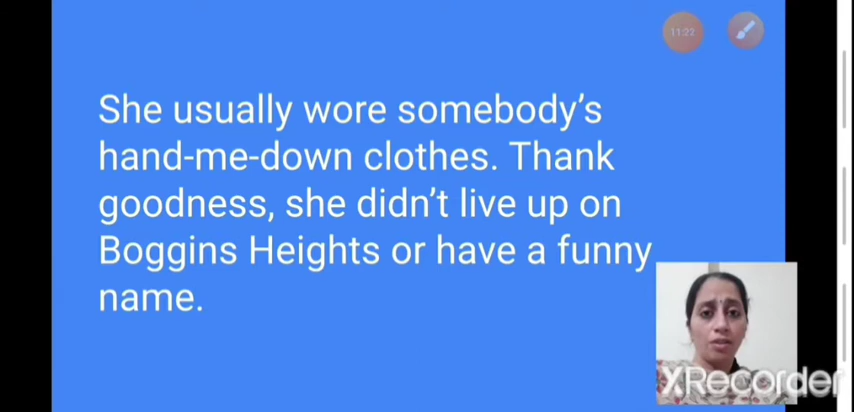 11:22
She usually wore somebody's
hand-me-down clothes. Thank
goodness, she didn't live up on
Boggins Heights or have a funny
name.
XRecorder